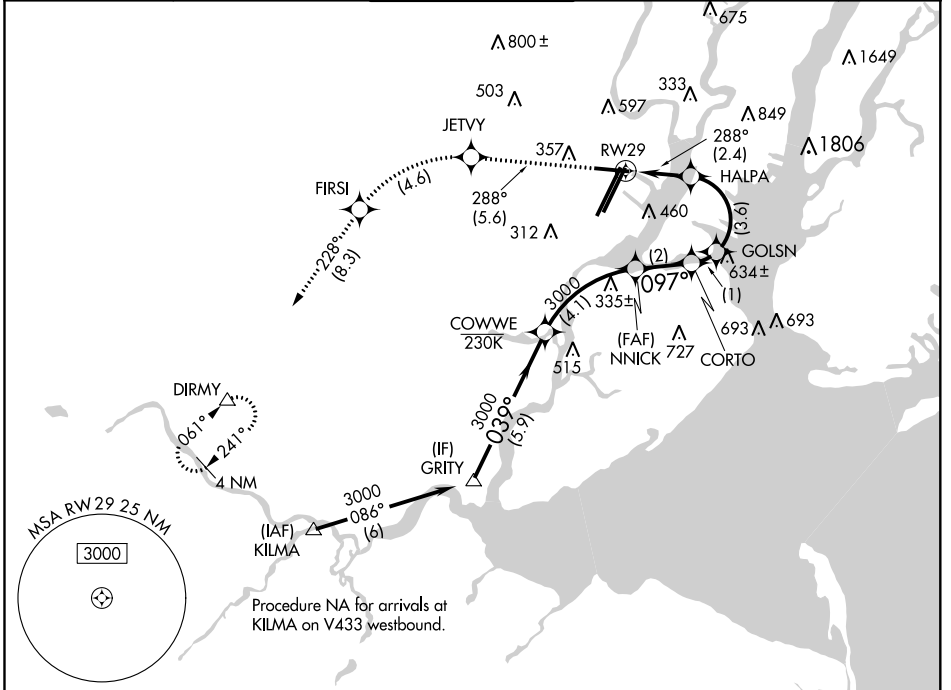 675
800 ±
1649
503
333
597
849
JETVY
288°
(2.4)
1806
357
RW29
HALPA
FIRSI
(4.6)
288°
(5.6)
(3.6)
460
312
GOLSN
228°
(8.3)
(2)
097°
634±
(1)
3000
(4.1)
335±
COWWE
230K
(FAF)
NNICK
727
693
693
CORTO
515
DIRMY
061°
241°
4 NM
3000
039°
(5.9)
(IF)
GRITY
3000
086°
(6)
(IAF)
KILMA
MSA RW29 25 NM
3000
Procedure NA for arrivals at
KILMA on V433 westbound.